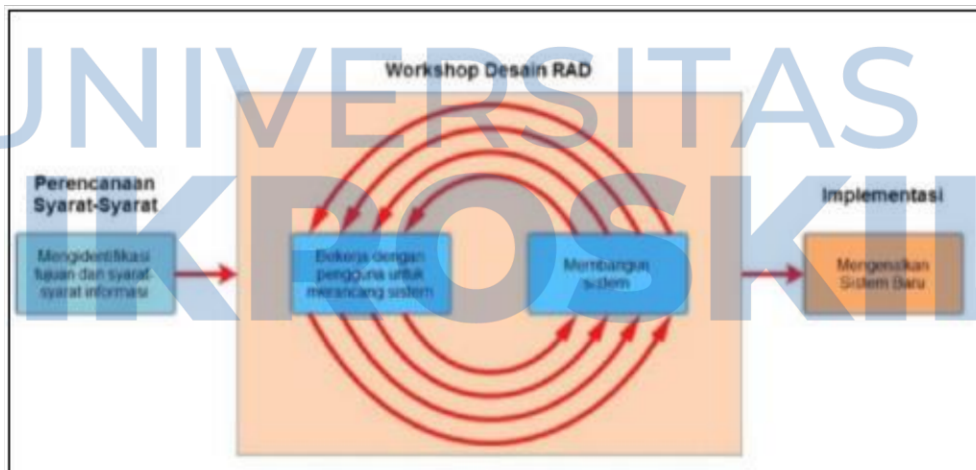 UNIVERSITAS
MIKROSKIL
Workshop Desain RAD
Perencanaan
Syarat-Syarat
Mengidentifikasi
tujuan dan syarat-
syarat informasi
Bekerja dengan
pengguna untuk
merancang sistem
Membangun
sistem
Implementasi
Mengenalkan
Sistem Baru